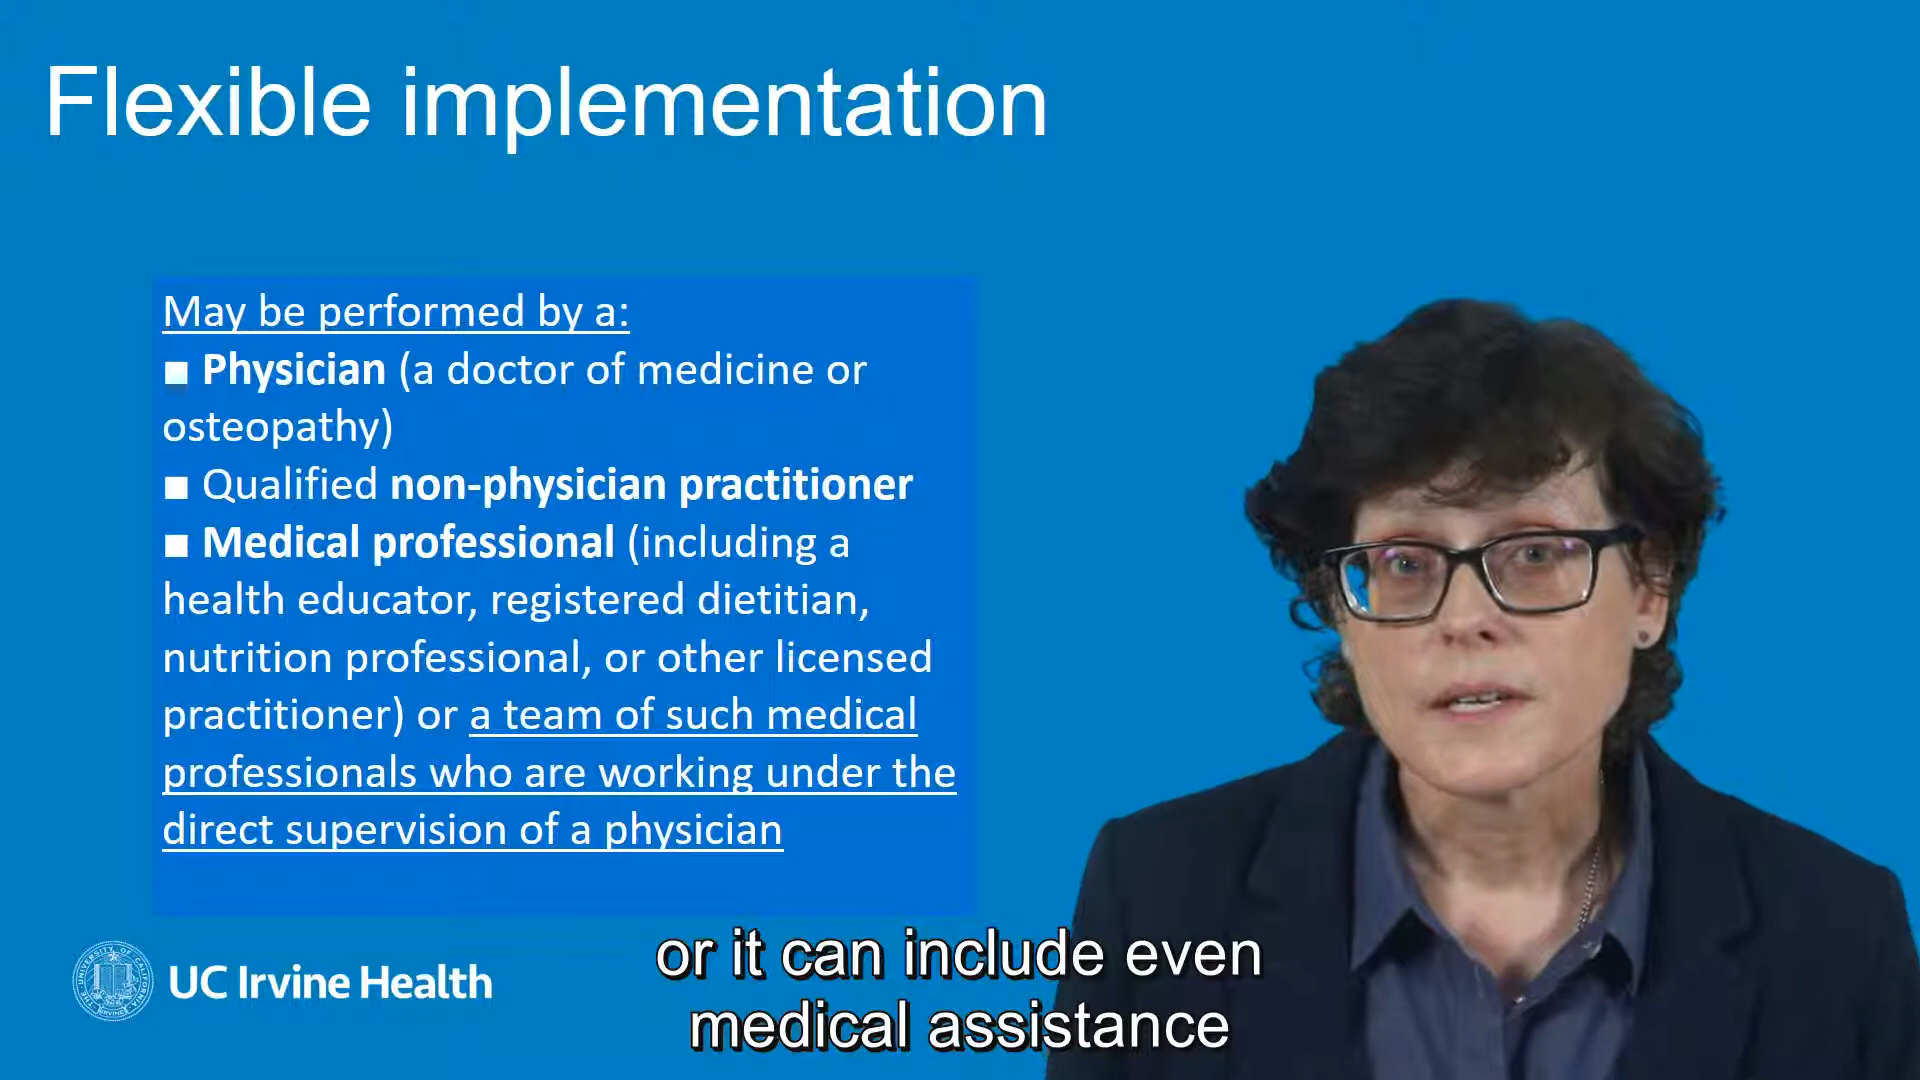 Flexible implementation
May be performed by a:
■ Physician (a doctor of medicine or
osteopathy)
■ Qualified non-physician practitioner
■ Medical professional (including a
health educator, registered dietitian,
nutrition professional, or other licensed
practitioner) or a team of such medical
professionals who are working under the
direct supervision of a physician
UC Irvine Health
or it can include even
medical assistance